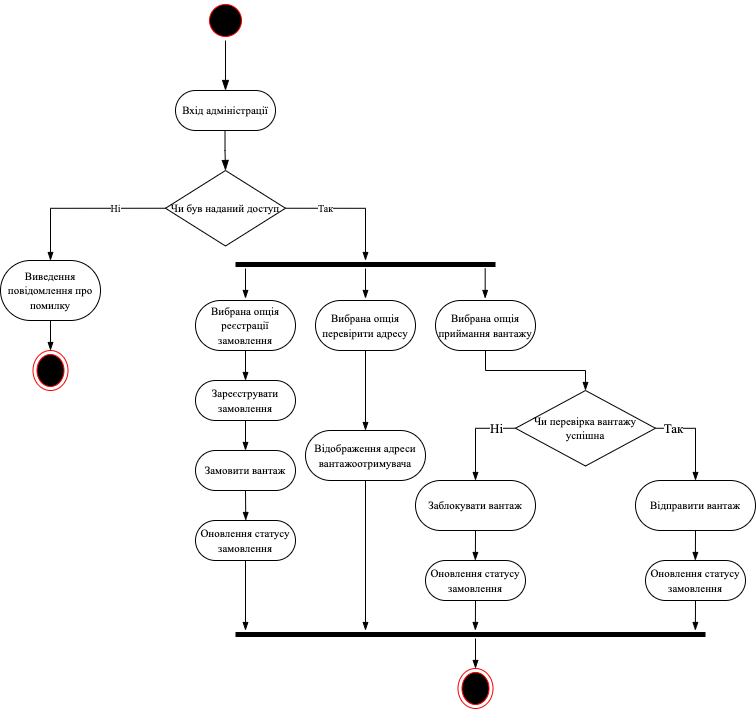 Вхід адміністрації
Чи був наданий доступ
Ні
Так
Виведення
повідомлення про
помилку
Вибрана опція
реєстрації
замовлення
Вибрана опція
перевірити адресу
Вибрана опція
приймання вантажу
Зареєструвати
замовлення
Чи перевірка вантажу
успішна
Ні
Так
Відображення адреси
вантажоотримувача
Замовити вантаж
Заблокувати вантаж
Відправити вантаж
Оновлення статусу
замовлення
Оновлення статусу
замовлення
Оновлення статусу
замовлення